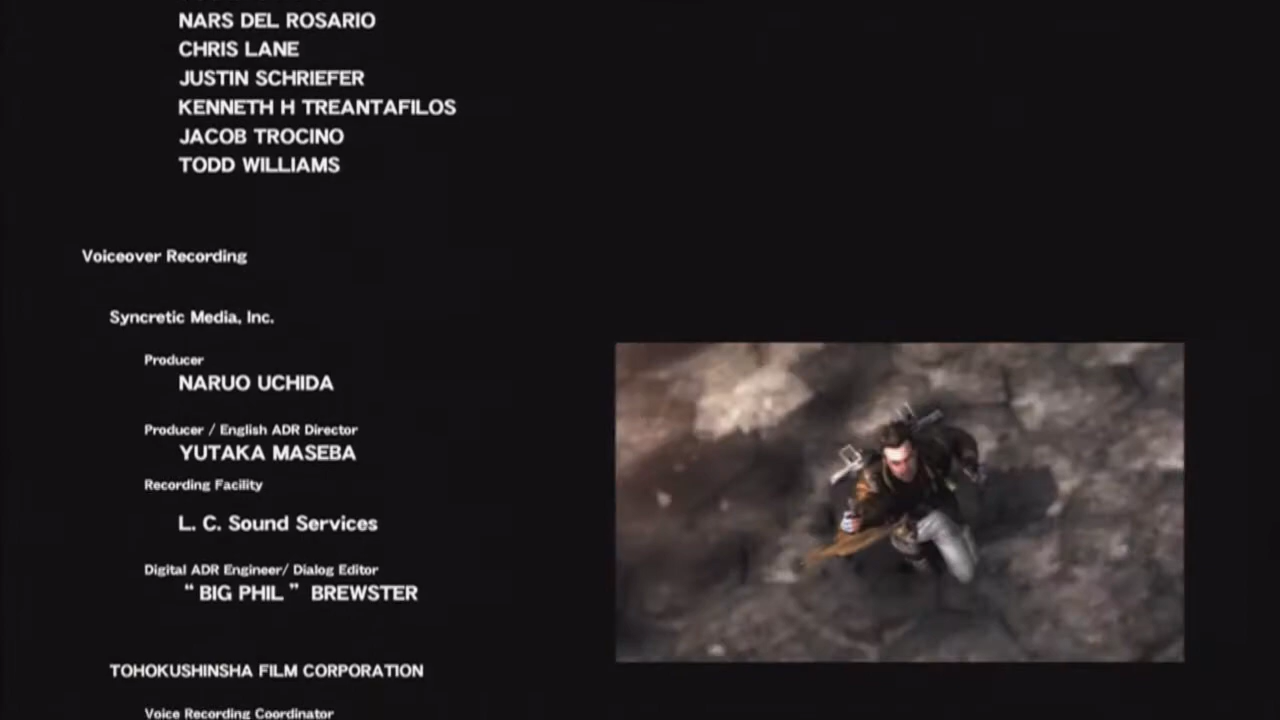 NARS DEL ROSARIO
CHRIS LANE
JUSTIN SCHRIEFER
KENNETH H TREANTAFILOS
JACOB TROCINO
TODD WILLIAMS
Voiceover Recording
Syncretic Media, Inc.
Producer
NARUO UCHIDA
Producer / English ADR Director
YUTAKA MASEBA
Recording Facility
L. C. Sound Services
Digital ADR Engineer/ Dialog Editor
“ BIG PHIL ” BREWSTER
TOHOKUSHINSHA FILM CORPORATION
Voice Recording Coordinator